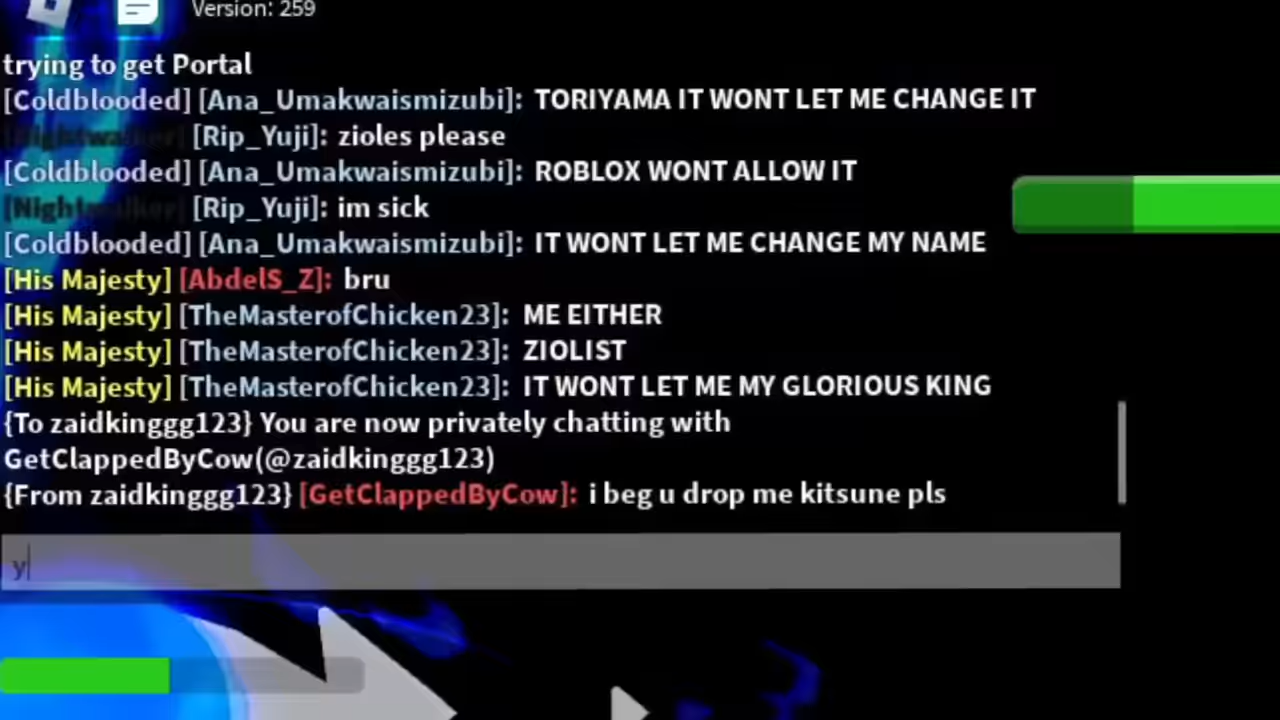 Version: 259
trying to get Portal
[Coldblooded] [Ana_Umakwaismizubi]: TORIYAMA IT WONT LET ME CHANGE IT
[Nightwalker] [Rip_Yuji]: zioles please
[Coldblooded] [Ana_Umakwaismizubi]: ROBLOX WONT ALLOW IT
[Nightwalker] [Rip_Yuji]: im sick
[Coldblooded] [Ana_Umakwaismizubi]: IT WONT LET ME CHANGE MY NAME
[His Majesty] [AbdelS_Z]: bru
[His Majesty] [TheMasterofChicken23]: ME EITHER
[His Majesty] [TheMasterofChicken23]: ZIOLIST
[His Majesty] [TheMasterofChicken23]: IT WONT LET ME MY GLORIOUS KING
{To zaidkinggg123} You are now privately chatting with
GetClappedByCow(@zaidkinggg123)
{From zaidkinggg123} [GetClappedByCow]: i beg u drop me kitsune pls
y